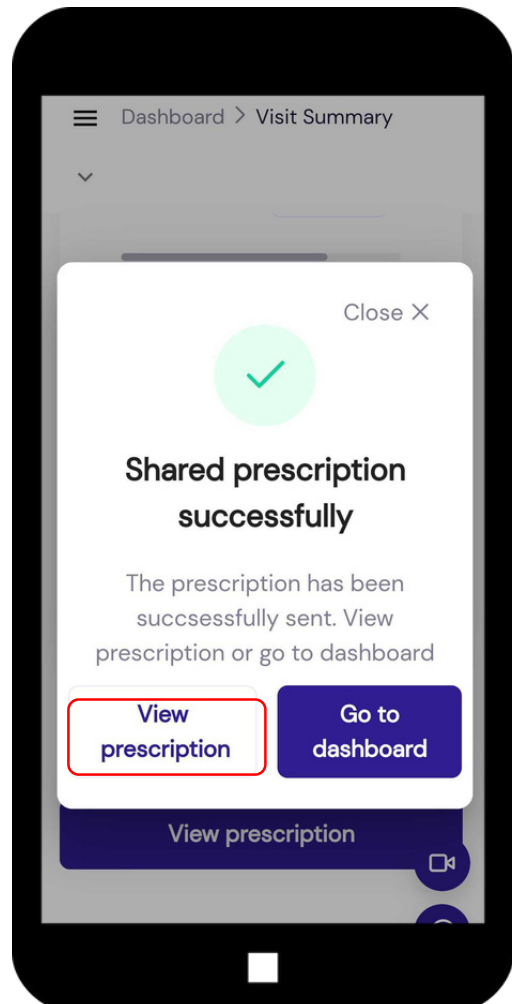 Dashboard > Visit Summary
Close ×
Shared prescription
successfully
The prescription has been
succsessfully sent. View
prescription or go to dashboard
View
prescription
Go to
dashboard
View prescription